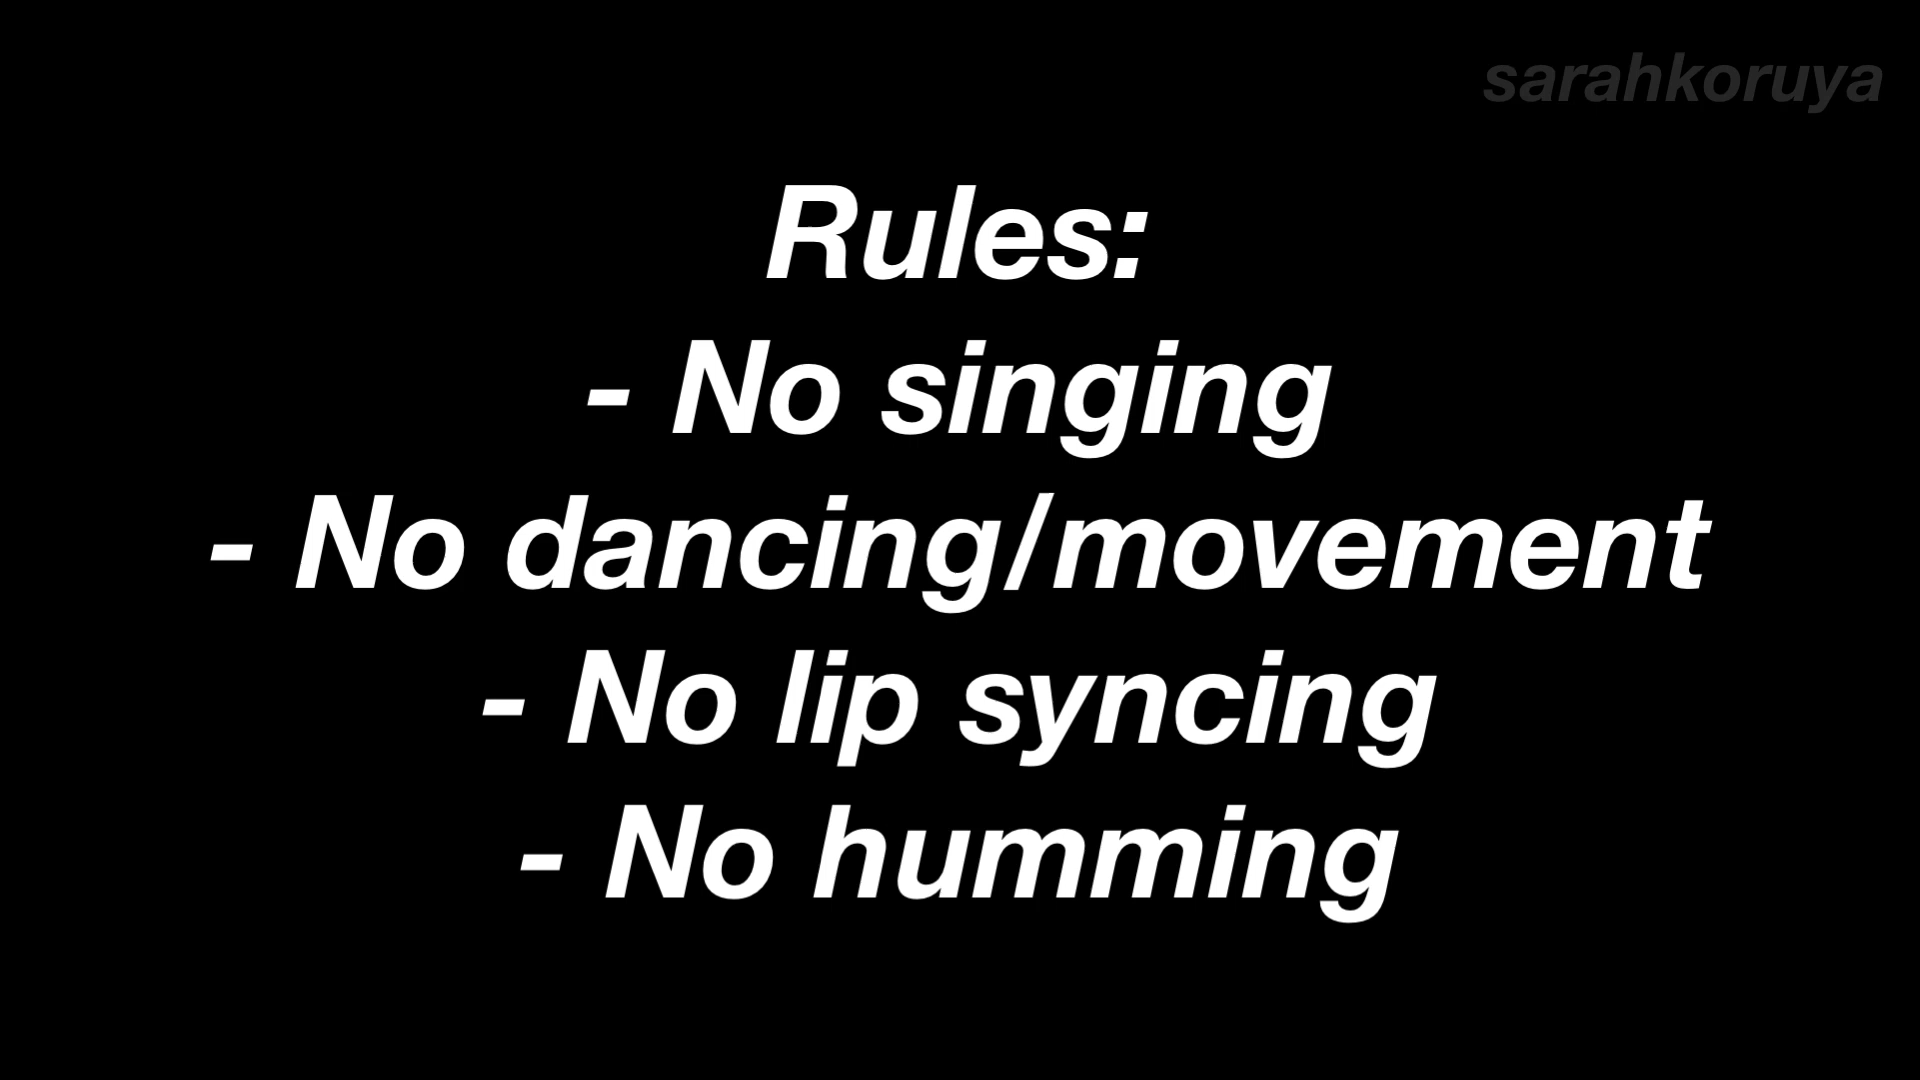 sarahkoruya
Rules:
- No singing
- No dancing/movement
- No lip syncing
- No humming